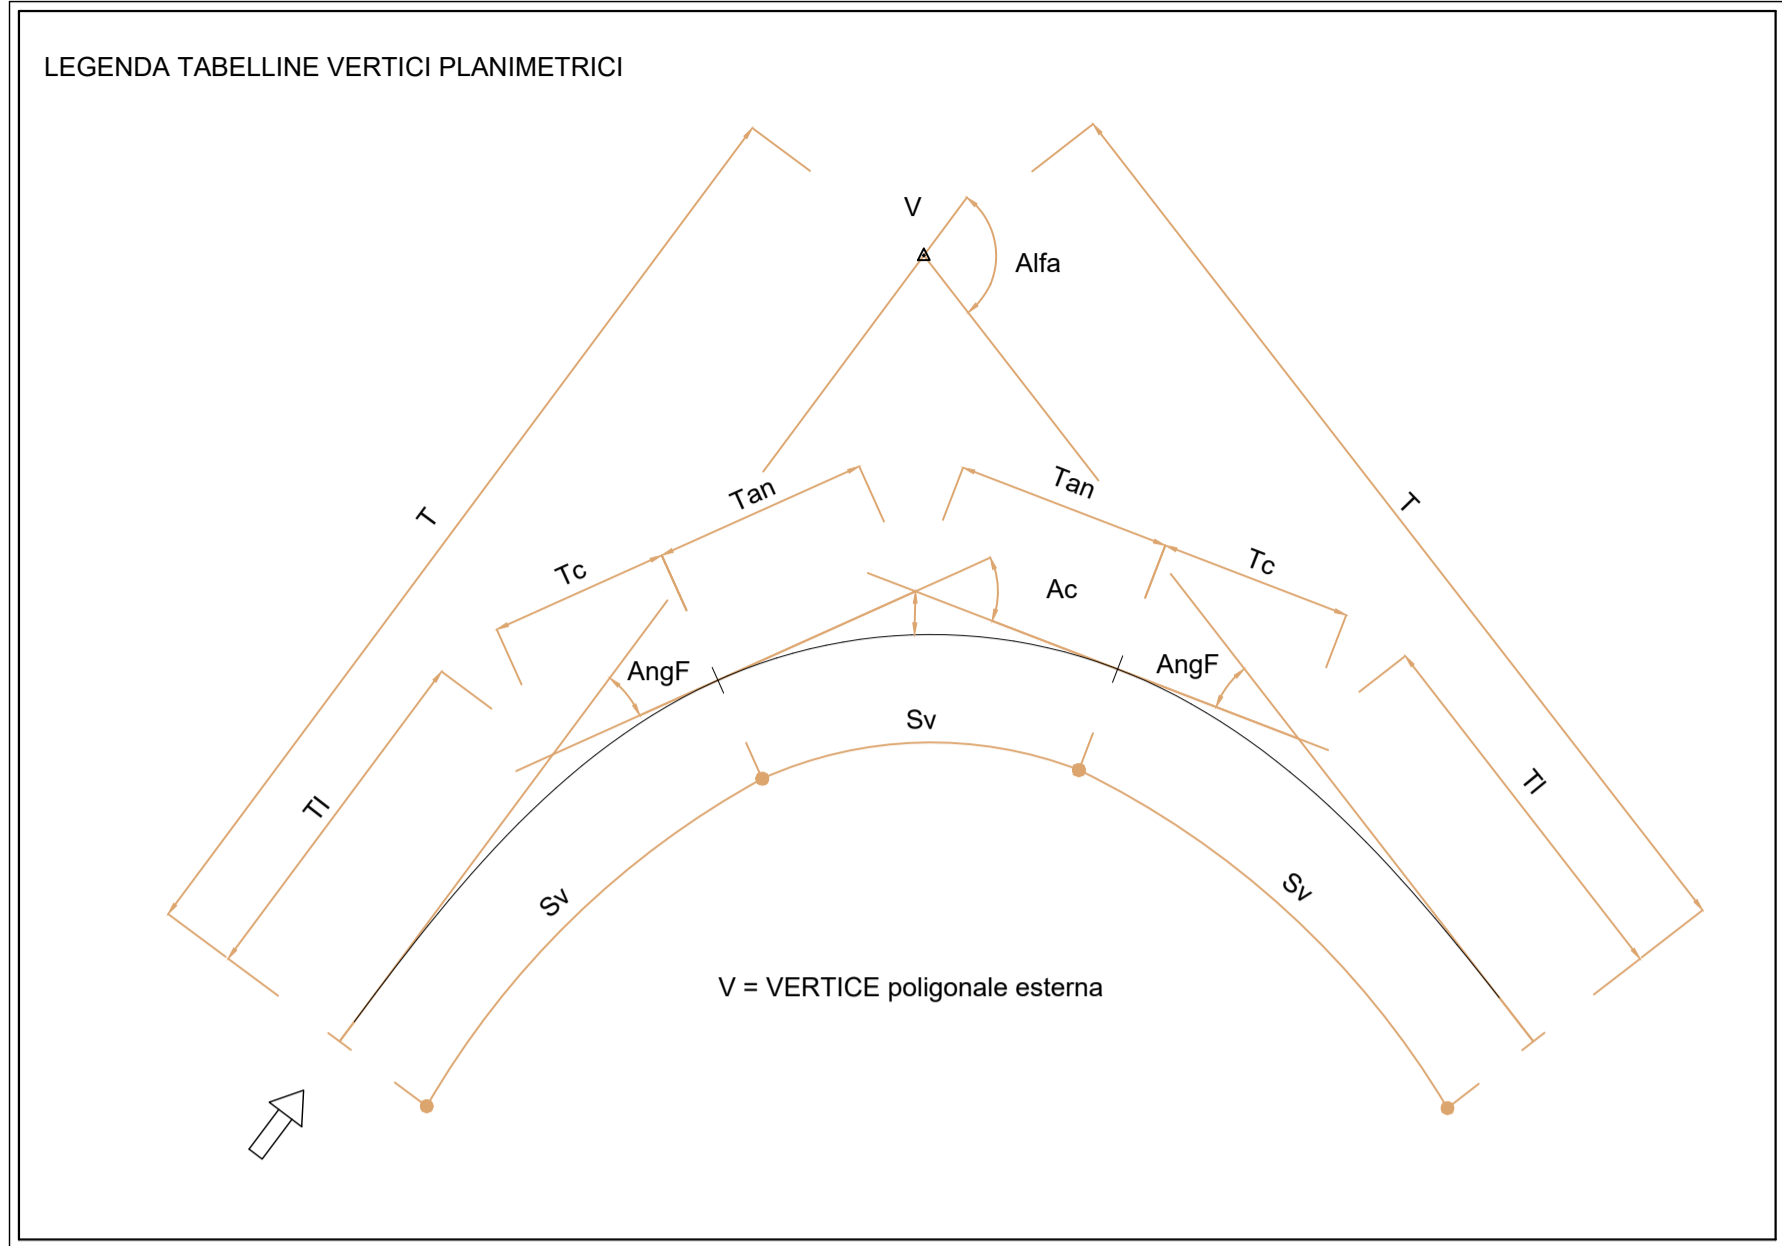 LEGENDA TABELLINE VERTICI PLANIMETRICI
V
Alfa
T
T
Tan
Tan
Tc
Tc
Ac
AngF
AngF
Sv
Tl
Tl
Sv
Sv
V = VERTICE poligonale esterna